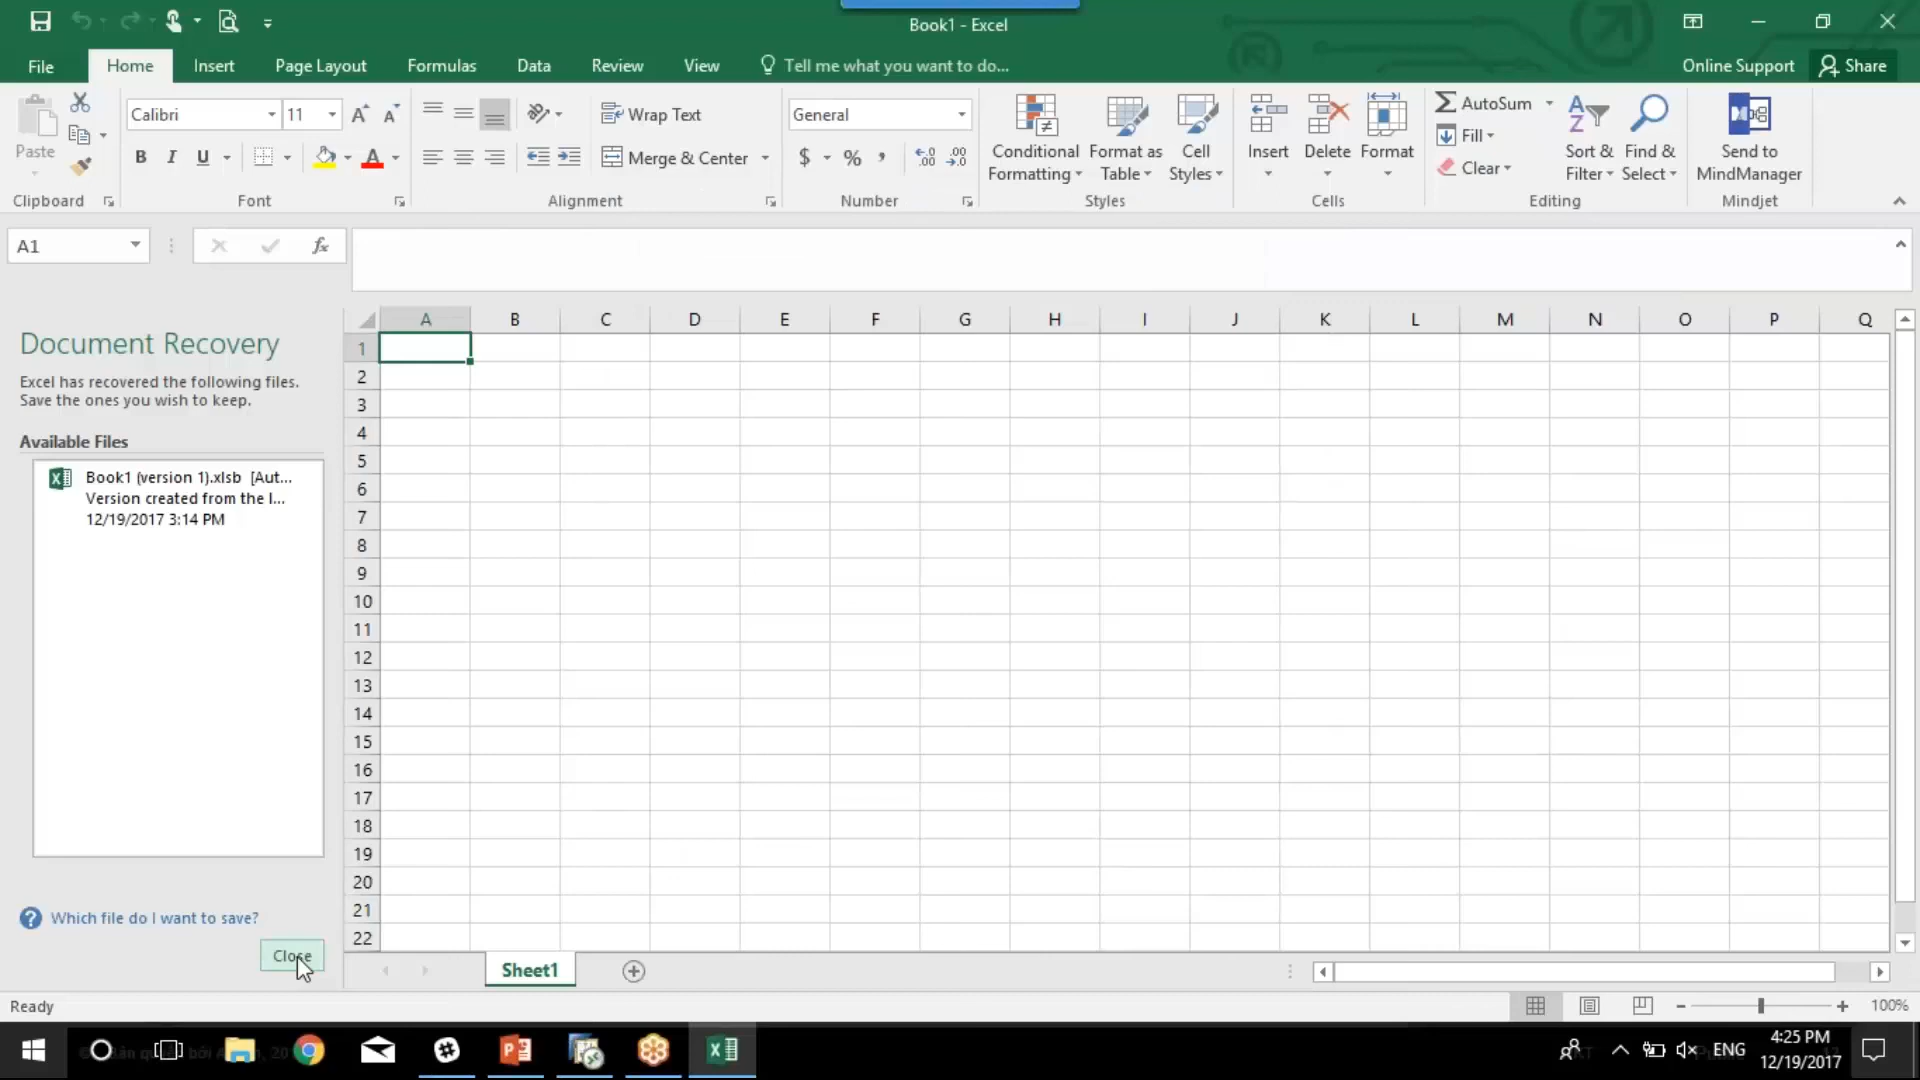 Book1 - Excel
File Home Insert Page Layout Formulas Data Review View Tell me what you want to do... Online Support Share
Paste
Calibri 11
B I U
Wrap Text
Merge & Center
General
$ % ,
Conditional Formatting
Format as Table
Cell Styles
Insert
Delete
Format
AutoSum
Fill
Clear
Sort & Filter
Find & Select
Send to MindManager
Clipboard Font Alignment Number Styles Cells Editing Mindjet
A1
fx
A B C D E F G H I J K L M N O P Q
1
2
3
4
5
6
7
8
9
10
11
12
13
14
15
16
17
18
19
20
21
22
Document Recovery
Excel has recovered the following files.
Save the ones you wish to keep.
Available Files
Book1 (version 1).xlsb [Aut...
Version created from the l...
12/19/2017 3:14 PM
Which file do I want to save?
Close
Sheet1
Ready
100%
ENG
4:25 PM
12/19/2017